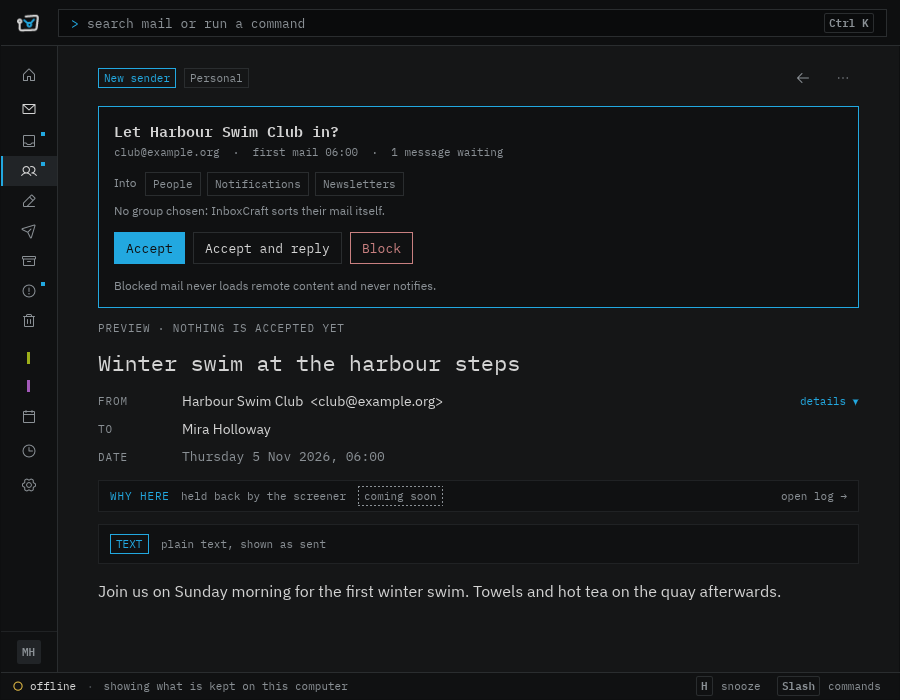 > search mail or run a command Ctrl K
New sender Personal ← ...
Let Harbour Swim Club in?
club@example.org · first mail 06:00 · 1 message waiting
Into People Notifications Newsletters
No group chosen: InboxCraft sorts their mail itself.
Accept Accept and reply Block
Blocked mail never loads remote content and never notifies.
PREVIEW · NOTHING IS ACCEPTED YET
Winter swim at the harbour steps
FROM Harbour Swim Club <club@example.org> details ▾
TO Mira Holloway
DATE Thursday 5 Nov 2026, 06:00
WHY HERE held back by the screener coming soon open log →
TEXT plain text, shown as sent
Join us on Sunday morning for the first winter swim. Towels and hot tea on the quay afterwards.
MH
offline · showing what is kept on this computer H snooze Slash commands